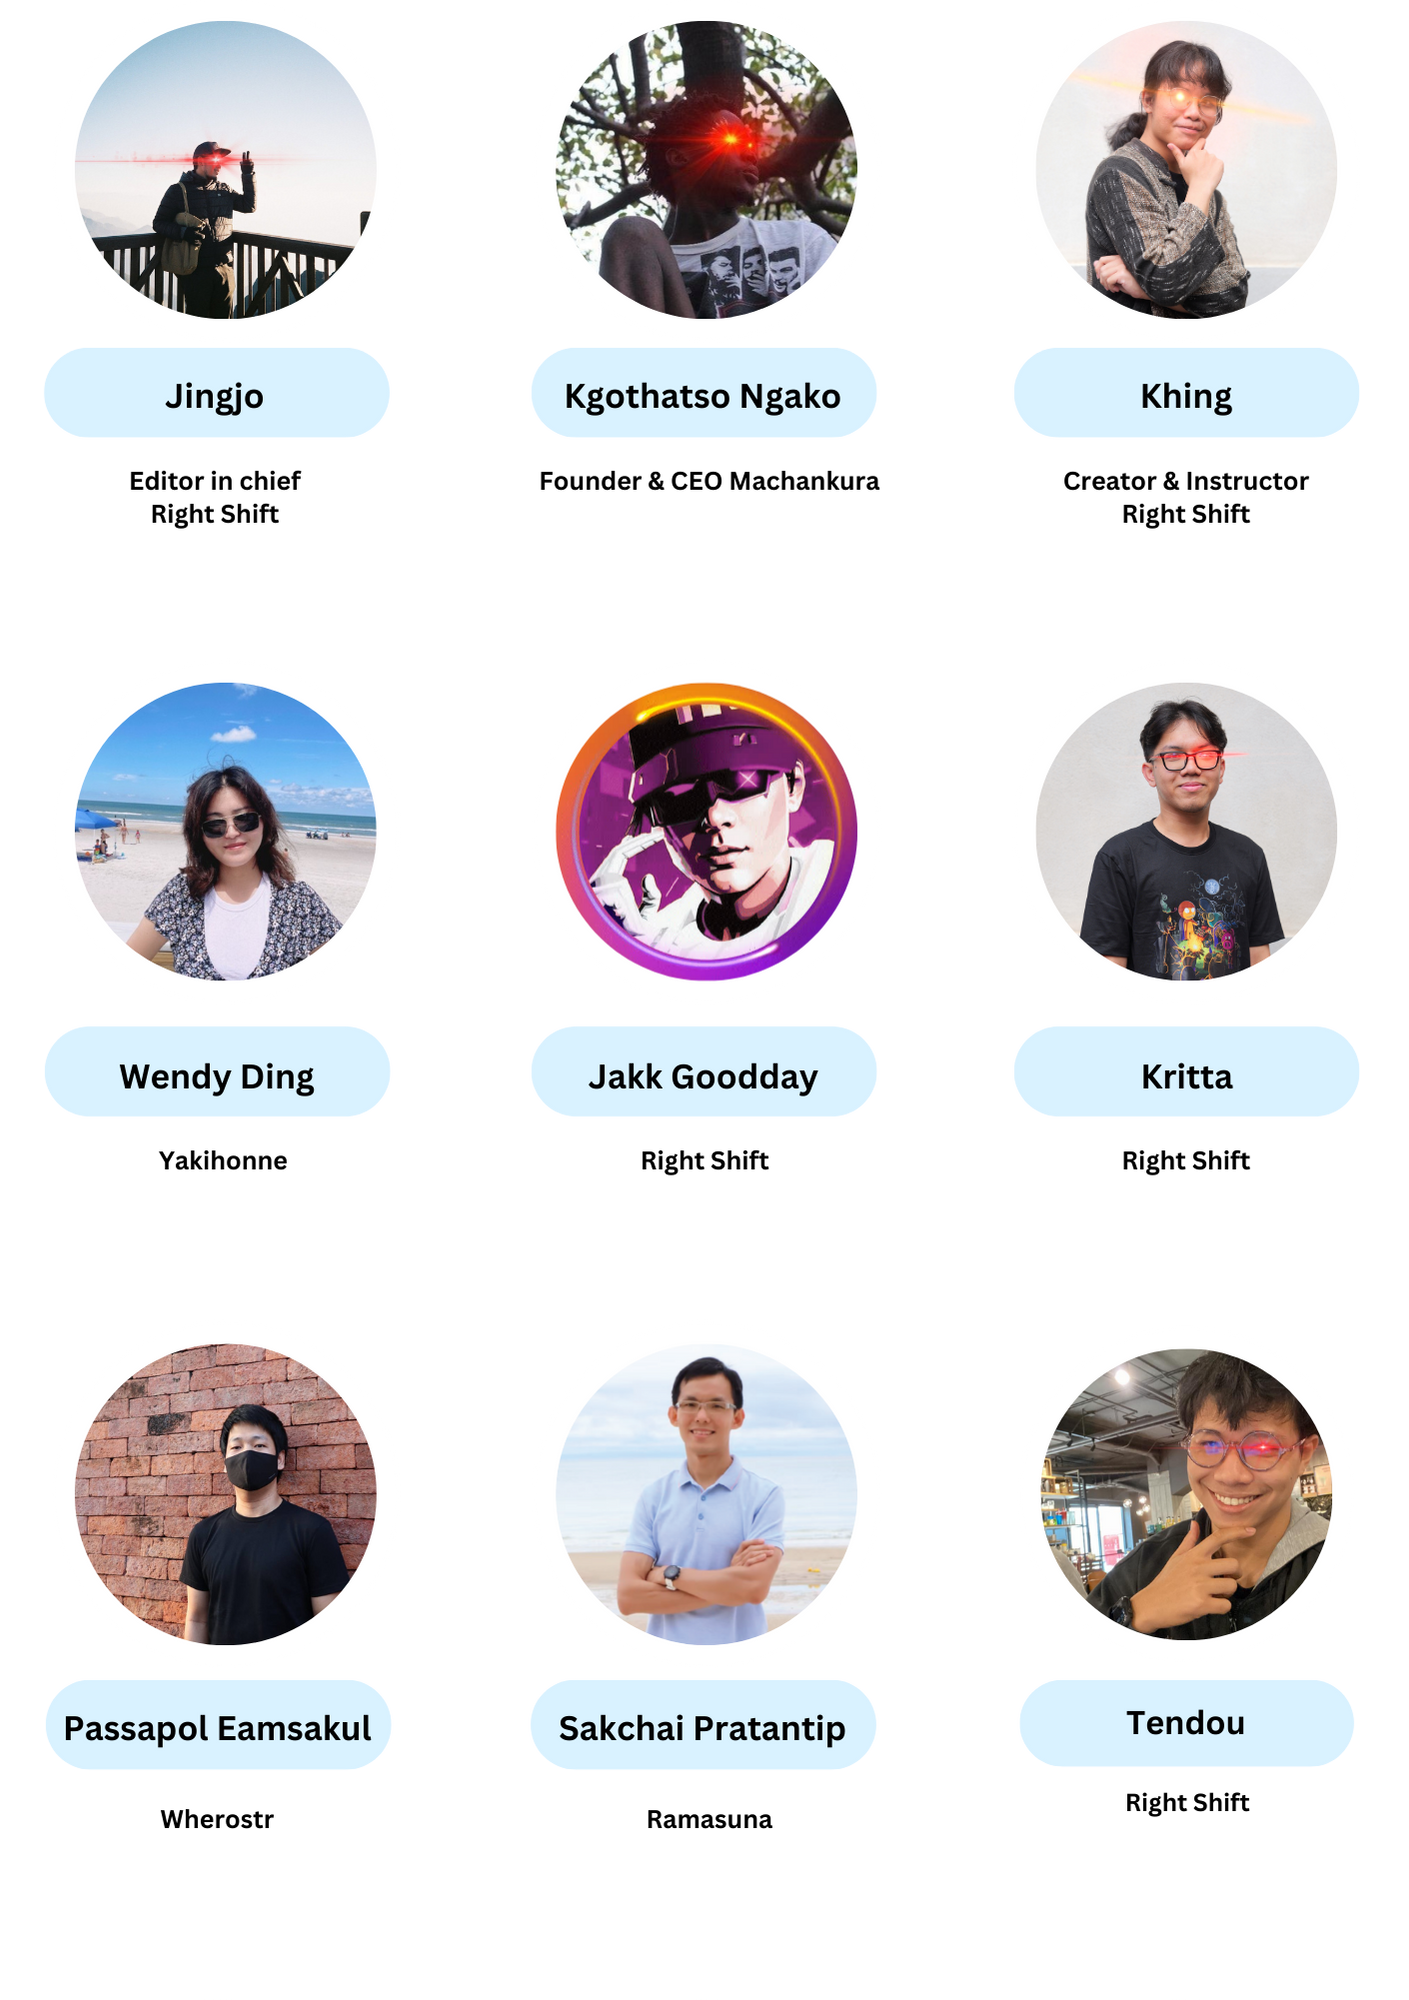 Jingjo
Kgothatso Ngako
Khing
Editor in chief
Right Shift
Founder & CEO Machankura
Creator & Instructor
Right Shift
Wendy Ding
Jakk Goodday
Kritta
Yakihonne
Right Shift
Right Shift
Passapol Eamsakul
Sakchai Pratantip
Tendou
Wherostr
Ramasuna
Right Shift